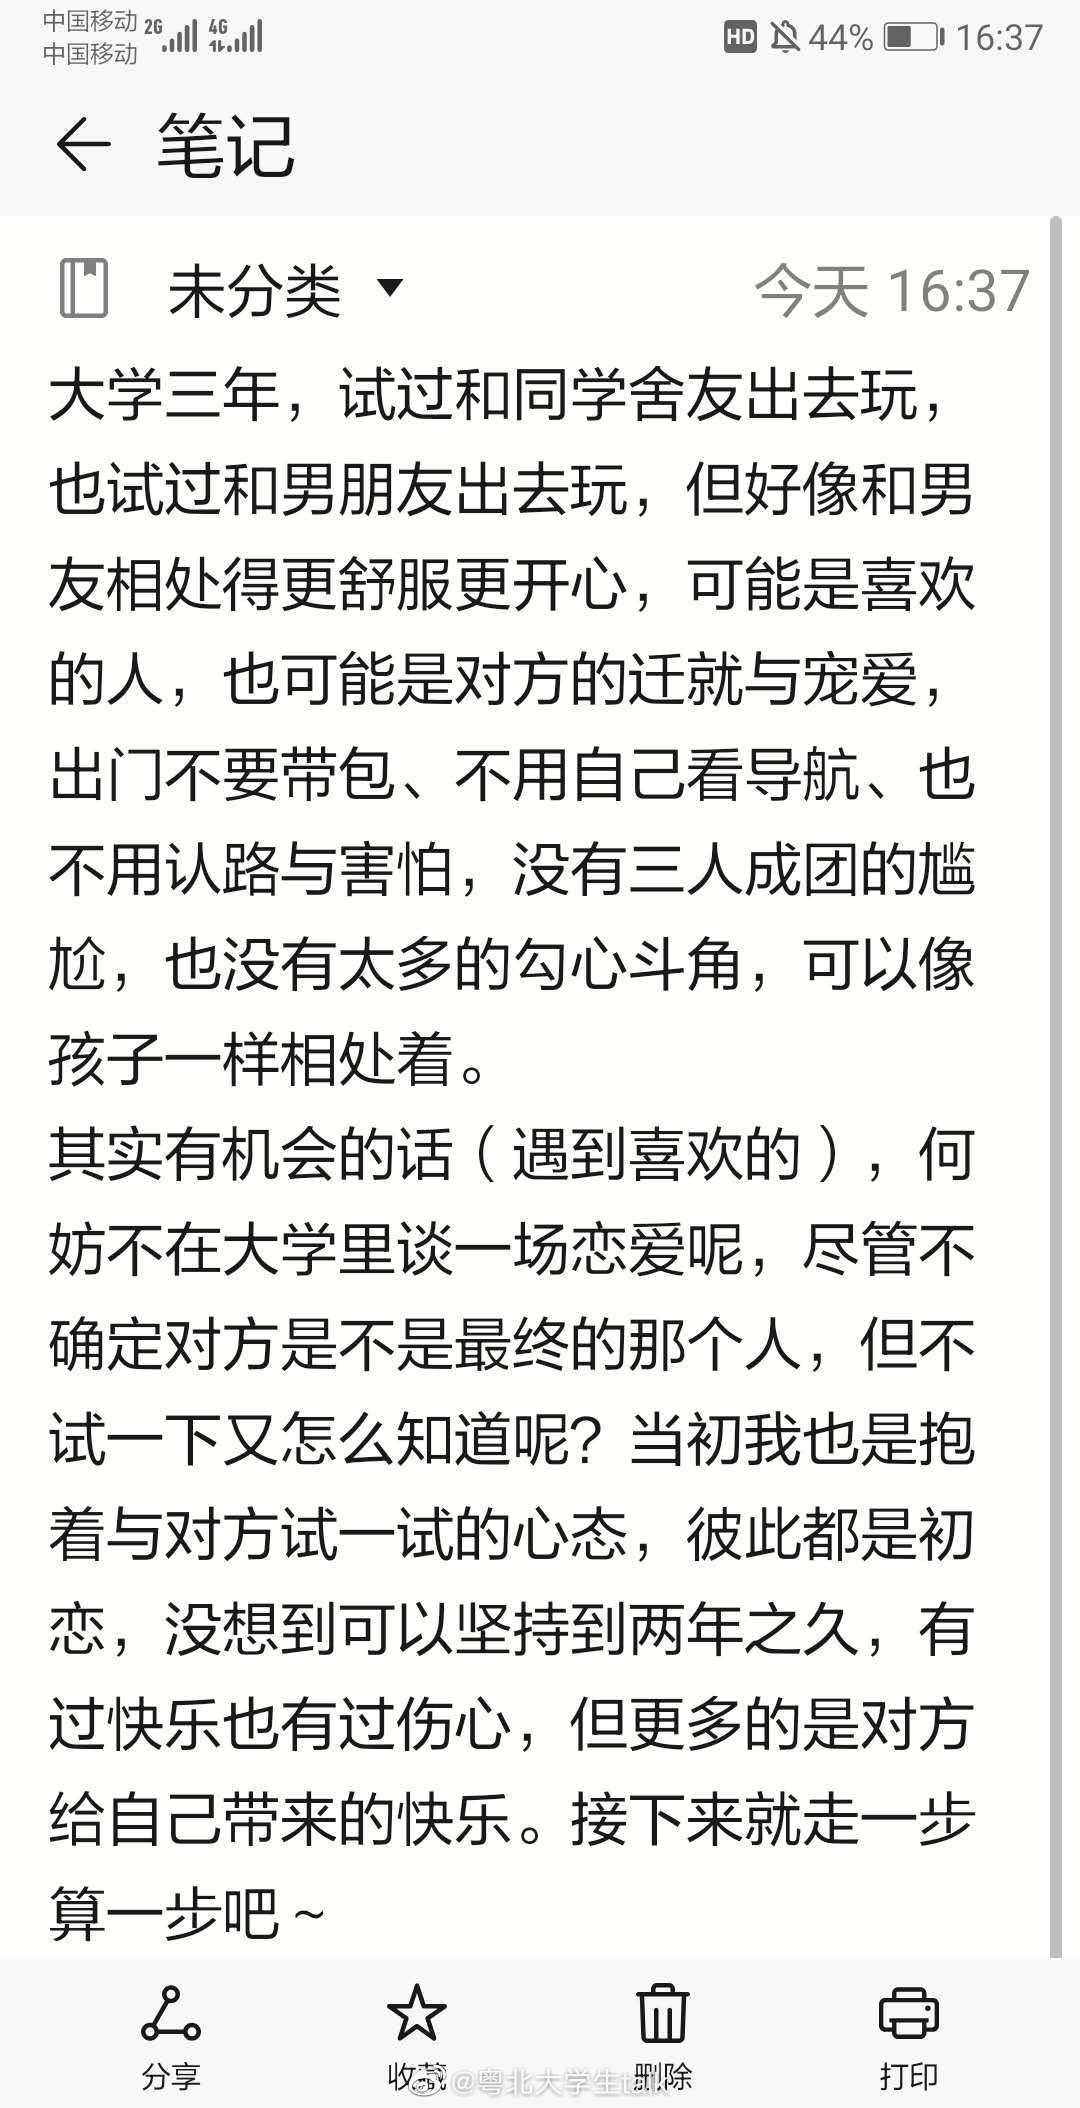 中国移动 2G 4G HD 44% 16:37
中国移动
笔记
未分类 今天 16:37
大学三年，试过和同学舍友出去玩，
也试过和男朋友出去玩，但好像和男
友相处得更舒服更开心，可能是喜欢
的人，也可能是对方的迁就与宠爱，
出门不要带包、不用自己看导航、也
不用认路与害怕，没有三人成团的尴
尬，也没有太多的勾心斗角，可以像
孩子一样相处着。
其实有机会的话（遇到喜欢的），何
妨不在大学里谈一场恋爱呢，尽管不
确定对方是不是最终的那个人，但不
试一下又怎么知道呢？当初我也是抱
着与对方试一试的心态，彼此都是初
恋，没想到可以坚持到两年之久，有
过快乐也有过伤心，但更多的是对方
给自己带来的快乐。接下来就走一步
算一步吧～
分享 收藏 删除 打印
@粤北大学生talk